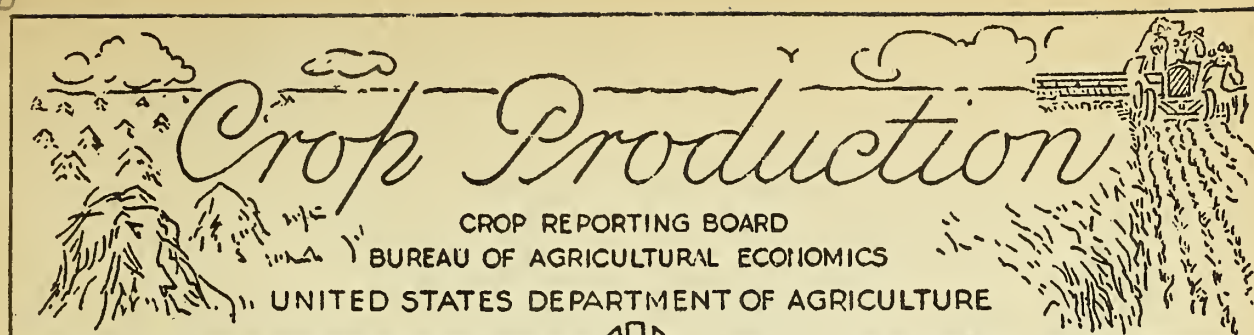 Crop Production
CROP REPORTING BOARD
BUREAU OF AGRICULTURAL ECONOMICS
UNITED STATES DEPARTMENT OF AGRICULTURE